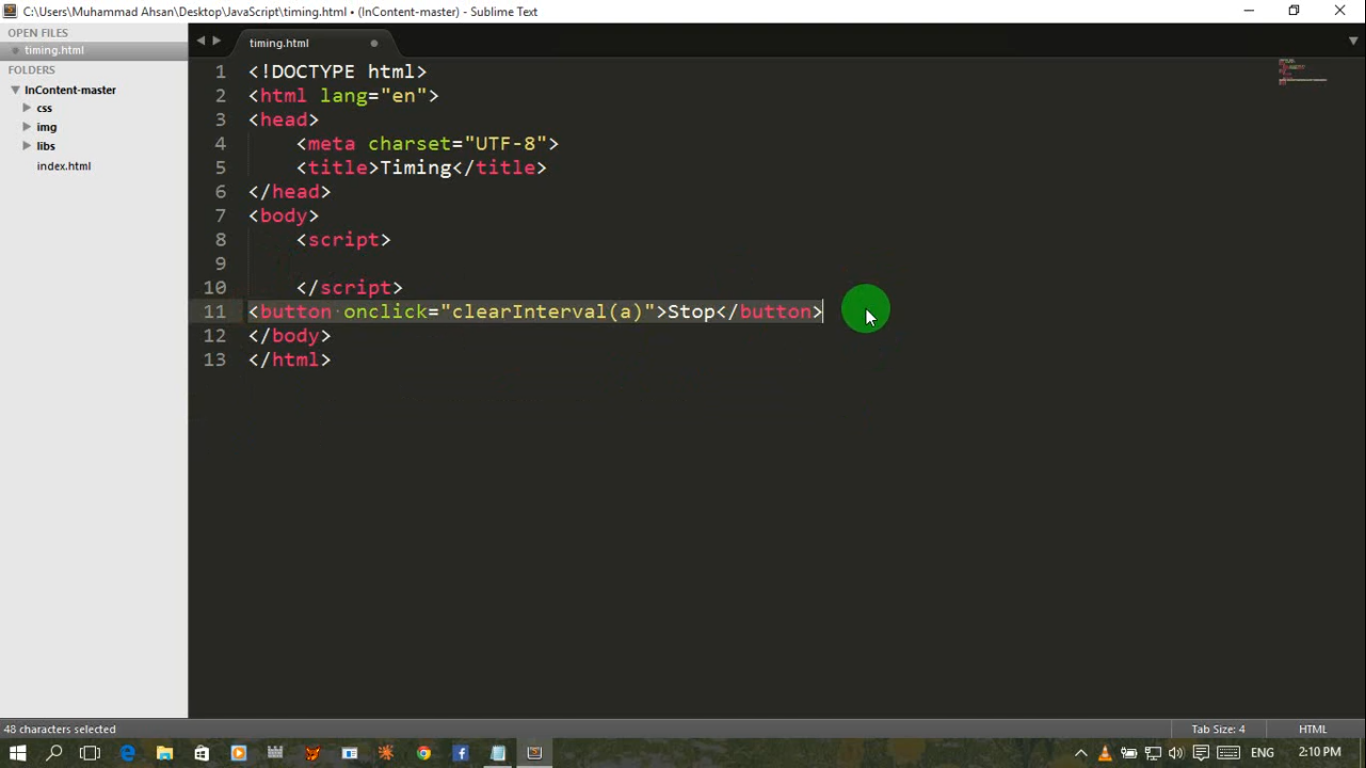 C:\Users\Muhammad Ahsan\Desktop\JavaScript\timing.html • (InContent-master) - Sublime Text
OPEN FILES
timing.html
FOLDERS
InContent-master
css
img
libs
index.html
timing.html
1 <!DOCTYPE html>
2 <html lang="en">
3 <head>
4 <meta charset="UTF-8">
5 <title>Timing</title>
6 </head>
7 <body>
8 <script>
9
10 </script>
11 <button onclick="clearInterval(a)">Stop</button>
12 </body>
13 </html>
48 characters selected
Tab Size: 4
HTML
ENG
2:10 PM